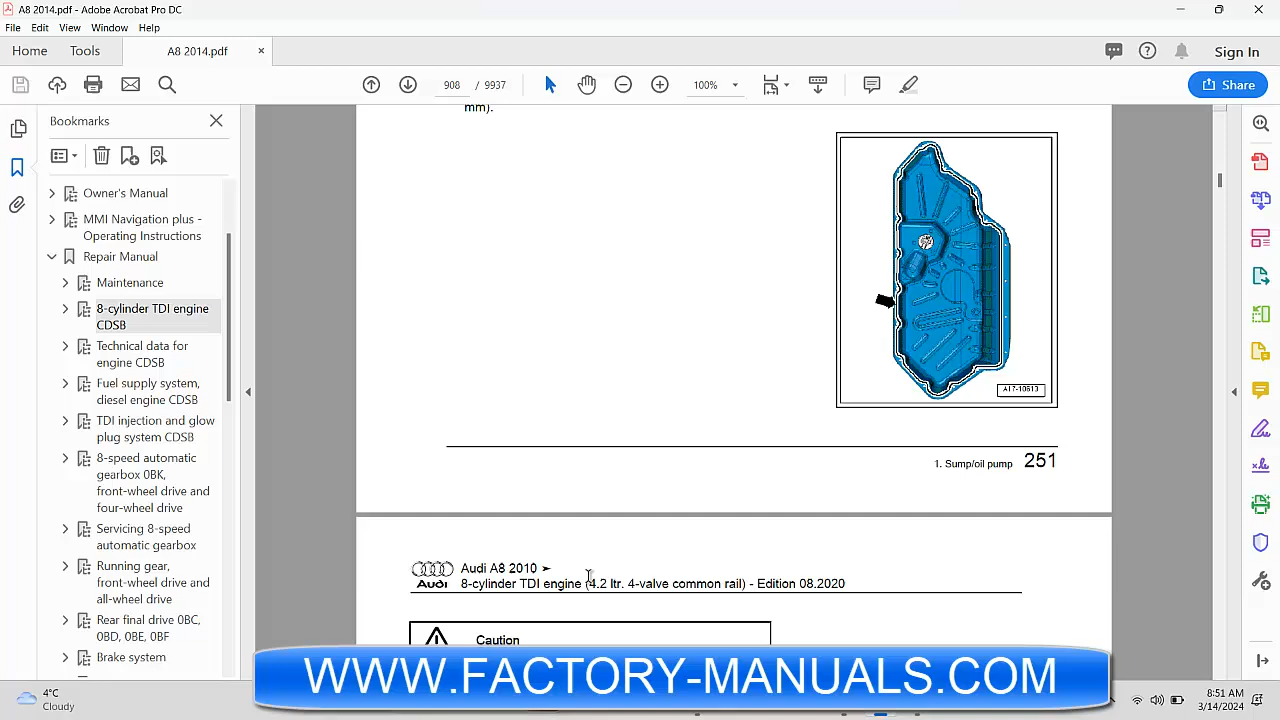 A8 2014.pdf - Adobe Acrobat Pro DC
File Edit View Window Help
Home Tools A8 2014.pdf × Sign In
908 / 9937 100% Share
Bookmarks
Owner's Manual
MMI Navigation plus -
Operating Instructions
Repair Manual
Maintenance
8-cylinder TDI engine
CDSB
Technical data for
engine CDSB
Fuel supply system,
diesel engine CDSB
TDI injection and glow
plug system CDSB
8-speed automatic
gearbox 0BK,
front-wheel drive and
four-wheel drive
Servicing 8-speed
automatic gearbox
Running gear,
front-wheel drive and
all-wheel drive
Rear final drive 0BC,
0BD, 0BE, 0BF
Brake system
mm).
A17-10613
1. Sump/oil pump 251
Audi A8 2010 ➤
Audi 8-cylinder TDI engine (4.2 ltr. 4-valve common rail) - Edition 08.2020
Caution
WWW.FACTORY-MANUALS.COM
4°C
Cloudy
8:51 AM
3/14/2024